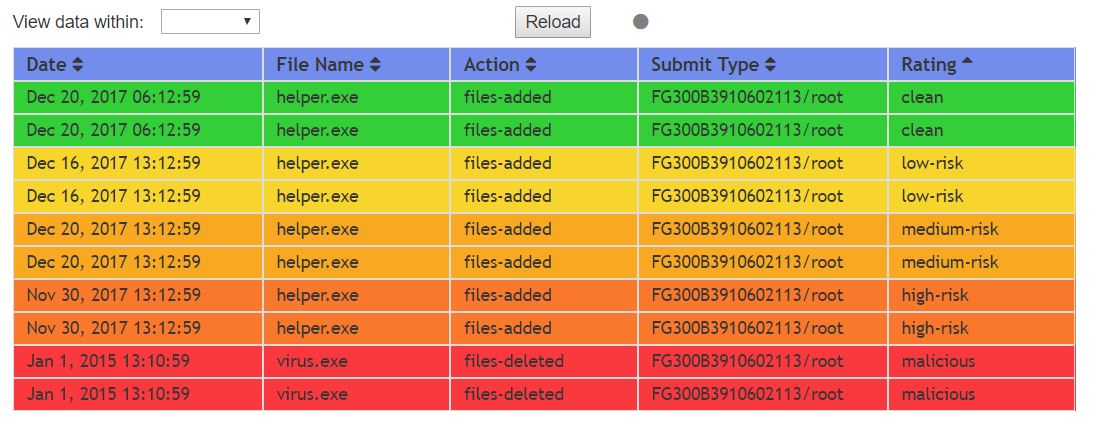 View data within: Reload
Date File Name Action Submit Type Rating
Dec 20, 2017 06:12:59 helper.exe files-added FG300B3910602113/root clean
Dec 20, 2017 06:12:59 helper.exe files-added FG300B3910602113/root clean
Dec 16, 2017 13:12:59 helper.exe files-added FG300B3910602113/root low-risk
Dec 16, 2017 13:12:59 helper.exe files-added FG300B3910602113/root low-risk
Dec 20, 2017 13:12:59 helper.exe files-added FG300B3910602113/root medium-risk
Dec 20, 2017 13:12:59 helper.exe files-added FG300B3910602113/root medium-risk
Nov 30, 2017 13:12:59 helper.exe files-added FG300B3910602113/root high-risk
Nov 30, 2017 13:12:59 helper.exe files-added FG300B3910602113/root high-risk
Jan 1, 2015 13:10:59 virus.exe files-deleted FG300B3910602113/root malicious
Jan 1, 2015 13:10:59 virus.exe files-deleted FG300B3910602113/root malicious